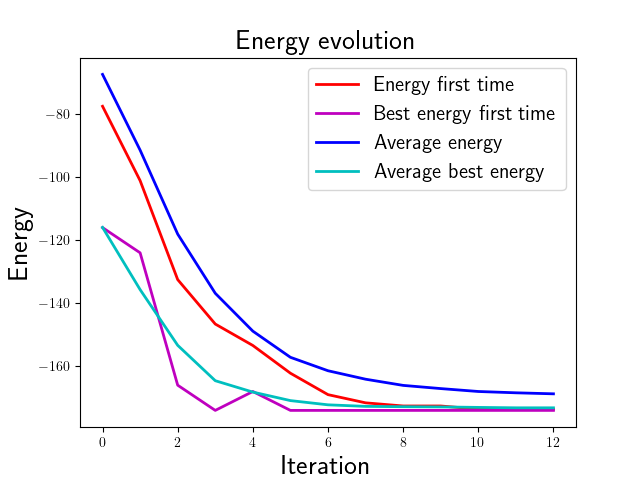 Energy evolution
Energy first time
Best energy first time
Average energy
Average best energy
Energy
−80
−100
−120
−140
−160
0 2 4 6 8 10 12
Iteration